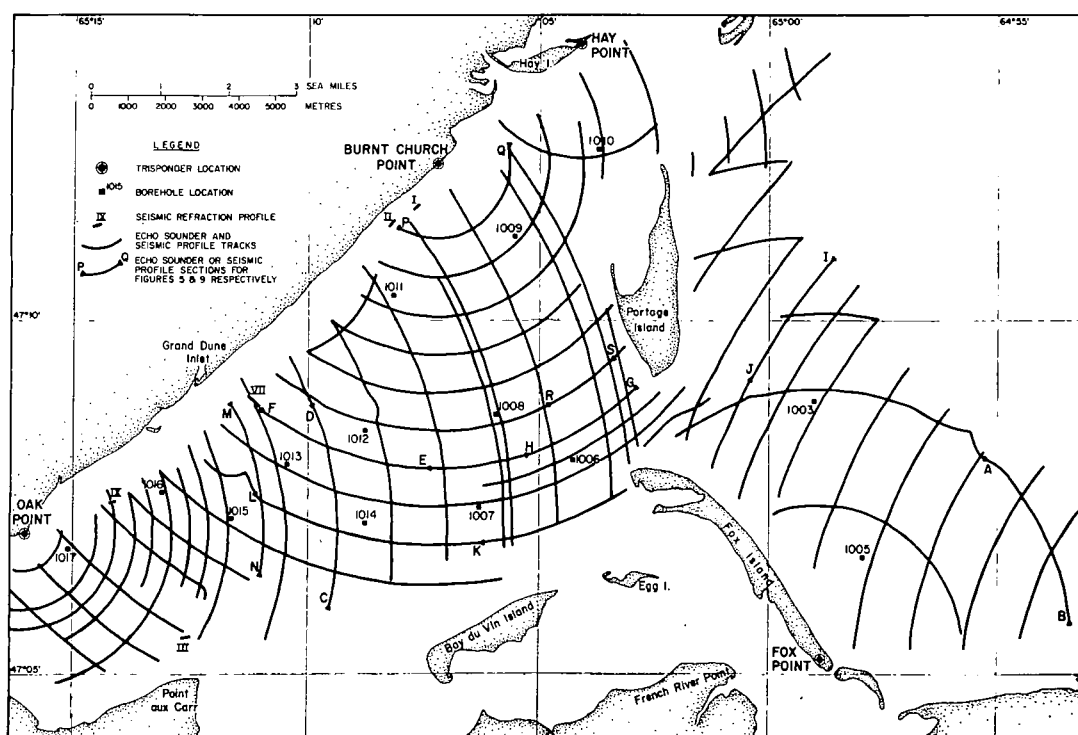 65°15'
10
05
65°00
64°55
HAY
POINT
Hay I.
0 2 3 SEA MILES
0 1000 2000 3000 4000 5000 METRES
LEGEND
TRISPONDER LOCATION
1015 BOREHOLE LOCATION
IX SEISMIC REFRACTION PROFILE
ECHO SOUNDER AND
SEISMIC PROFILE TRACKS
P Q ECHO SOUNDER OR SEISMIC
PROFILE SECTIONS FOR
FIGURES 5 & 9 RESPECTIVELY
BURNT CHURCH
POINT
Q
1010
I
II P
1009
I
1011
47°10
Portage
Island
Grand Dune
Inlet
S
J
G
VII
M F D
1008
R
1003
1012
H
1006
A
1013
E
IX 1016
L
OAK
POINT
1015
1014
1007
K
1017
N
Fox Island
1005
Egg I.
C
Bay du Vin Island
B
III
FOX
POINT
47°05
French River Point
Point
aux Carr